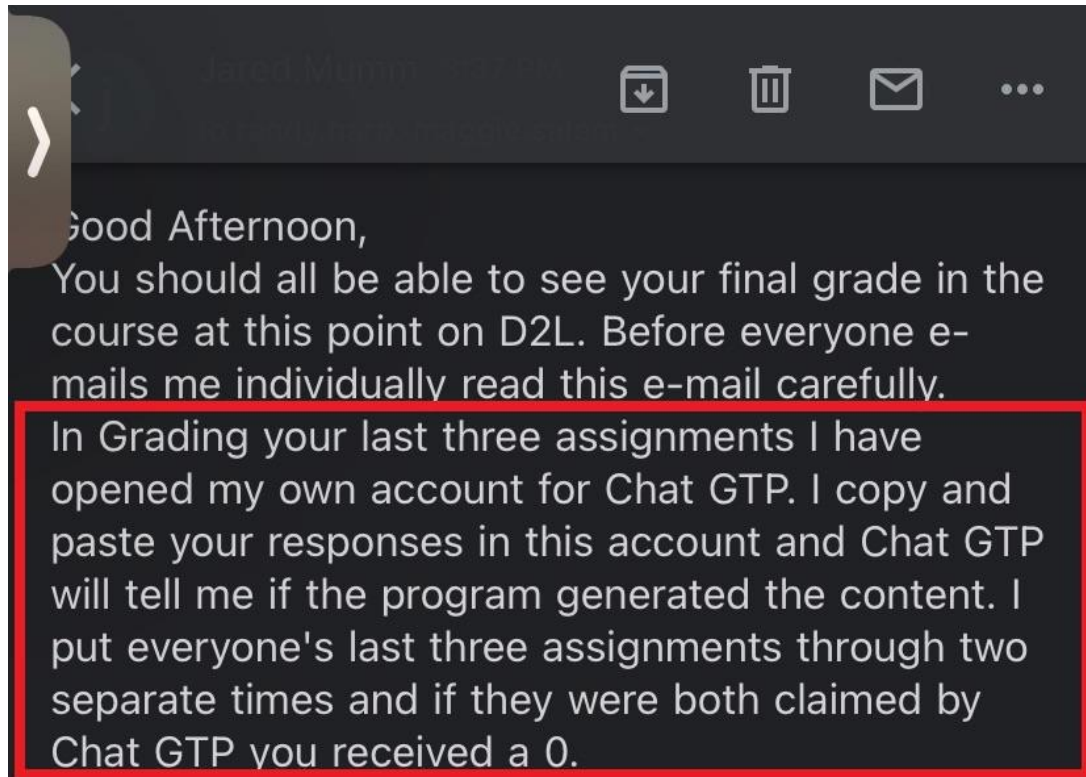 Jared Mumm
Good Afternoon,
You should all be able to see your final grade in the
course at this point on D2L. Before everyone e-
mails me individually read this e-mail carefully.
In Grading your last three assignments I have
opened my own account for Chat GTP. I copy and
paste your responses in this account and Chat GTP
will tell me if the program generated the content. I
put everyone's last three assignments through two
separate times and if they were both claimed by
Chat GTP you received a 0.